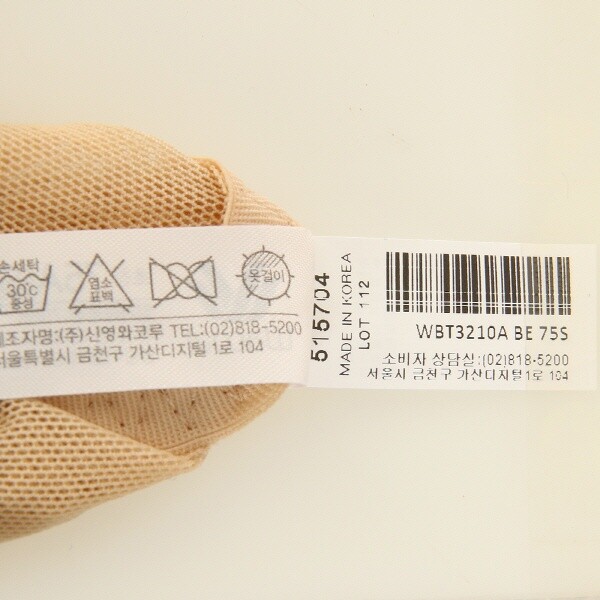 손세탁
30℃
중성
염소
표백
옷걸이
제조자명:(주)신영와코루 TEL:(02)818-5200
서울특별시 금천구 가산디지털 1로 104
515704
MADE IN KOREA
LOT 112
WBT3210A BE 75S
소비자 상담실:(02)818-5200
서울시 금천구 가산디지털1로 104